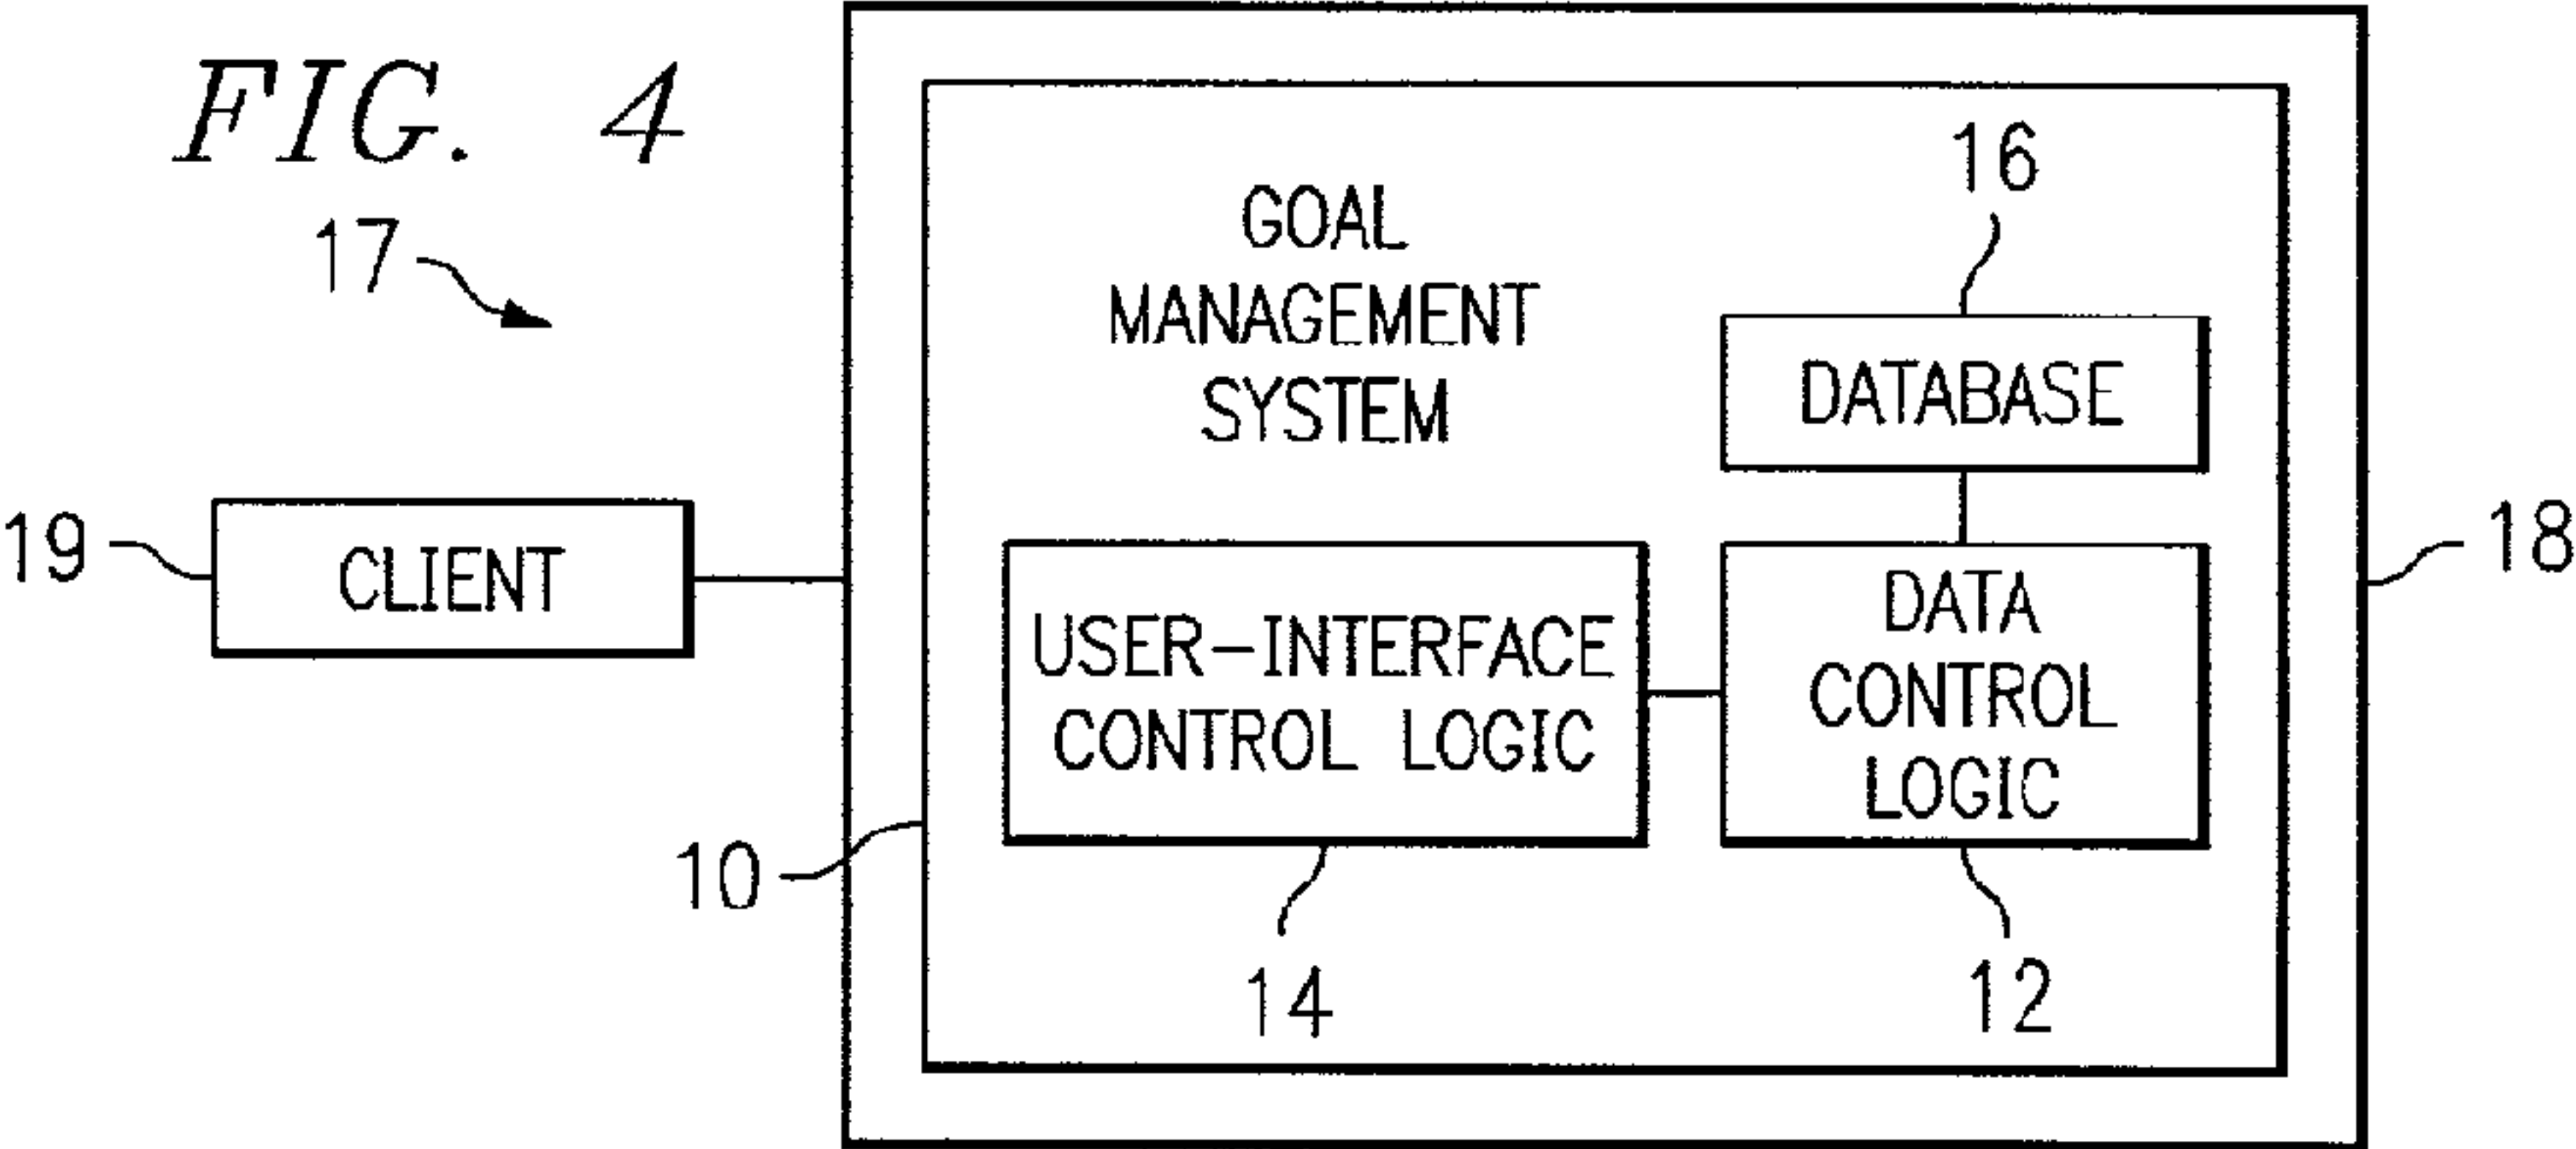 FIG. 4
17
16
GOAL
MANAGEMENT
SYSTEM
DATABASE
19
CLIENT
18
USER-INTERFACE
CONTROL LOGIC
DATA
CONTROL
LOGIC
10
14
12